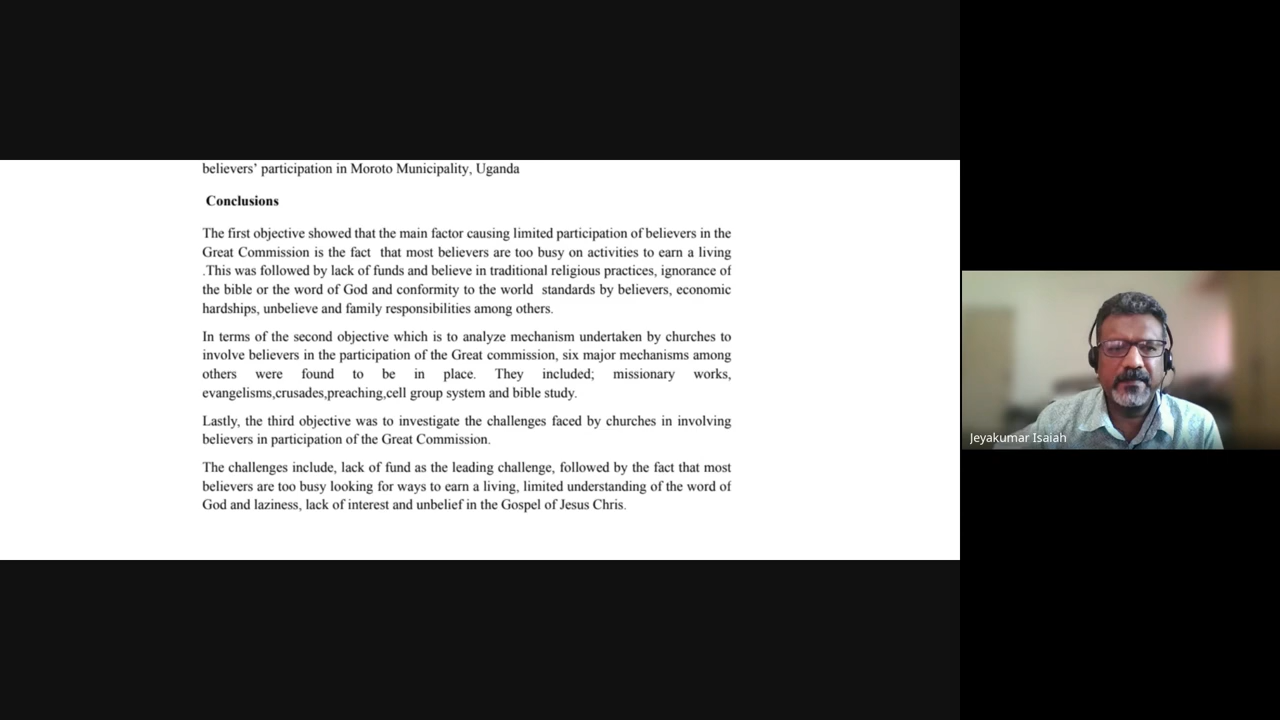 believers’ participation in Moroto Municipality, Uganda
Conclusions
The first objective showed that the main factor causing limited participation of believers in the
Great Commission is the fact  that most believers are too busy on activities to earn a living
.This was followed by lack of funds and believe in traditional religious practices, ignorance of
the bible or the word of God and conformity to the world  standards by believers, economic
hardships, unbelieve and family responsibilities among others.
In terms of the second objective which is to analyze mechanism undertaken by churches to
involve believers in the participation of the Great commission, six major mechanisms among
others were found to be in place. They included; missionary works,
evangelisms,crusades,preaching,cell group system and bible study.
Lastly, the third objective was to investigate the challenges faced by churches in involving
believers in participation of the Great Commission.
The challenges include, lack of fund as the leading challenge, followed by the fact that most
believers are too busy looking for ways to earn a living, limited understanding of the word of
God and laziness, lack of interest and unbelief in the Gospel of Jesus Chris.
Jeyakumar Isaiah